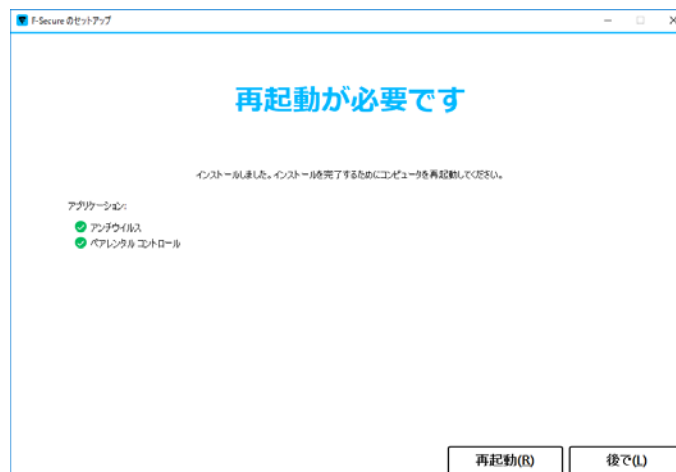 F-Secure のセットアップ
再起動が必要です
インストールしました。インストールを完了するためにコンピュータを再起動してください。
アプリケーション:
アンチウイルス
ペアレンタル コントロール
再起動(R)
後で(L)